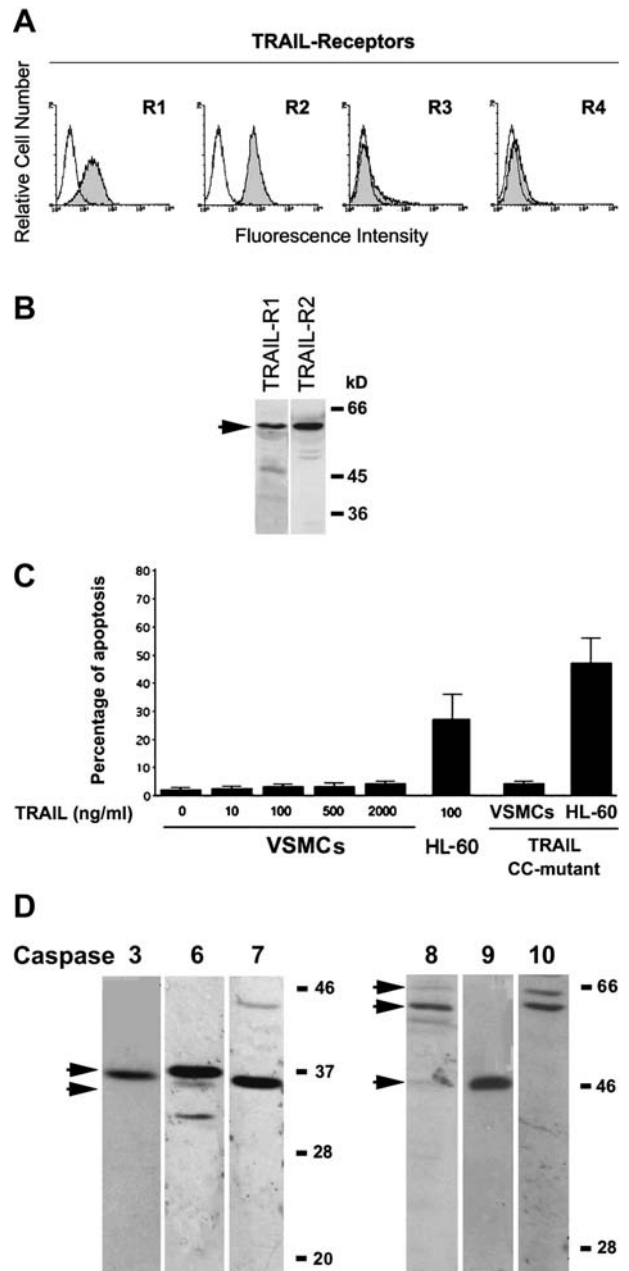 A
TRAIL-Receptors
Relative Cell Number
R1
R2
R3
R4
Fluorescence Intensity
B
TRAIL-R1
TRAIL-R2
kD
66
45
36
C
Percentage of apoptosis
80
70
60
50
40
30
20
10
0
TRAIL (ng/ml)
0 10 100 500 2000 100
VSMCs HL-60
VSMCs HL-60
TRAIL
CC-mutant
D
Caspase 3 6 7
46
37
28
20
8 9 10
66
46
28